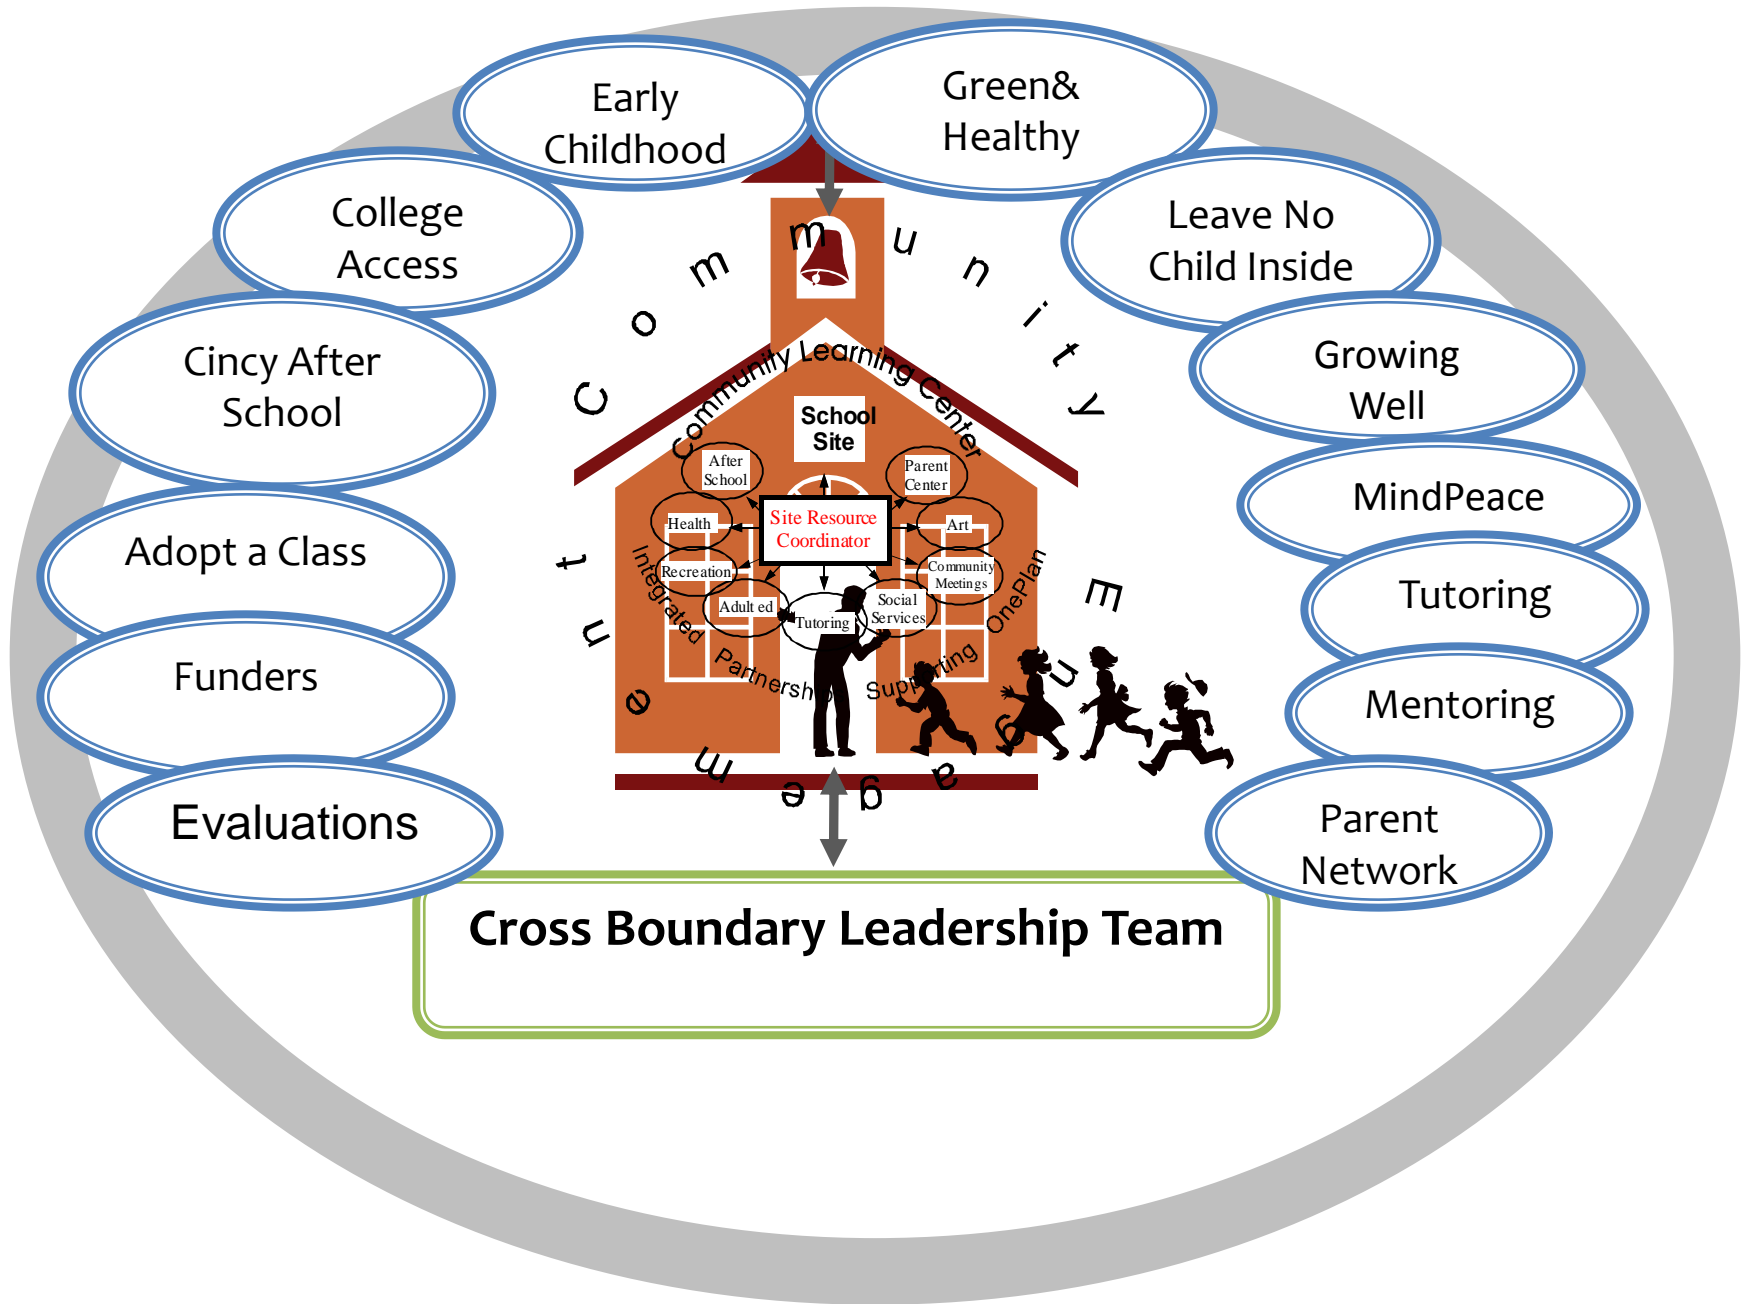 Early
Childhood
Green&
Healthy
College
Access
Leave No
Child Inside
Cincy After
School
Growing
Well
Adopt a Class
MindPeace
Funders
Tutoring
Evaluations
Mentoring
Parent
Network
Community Engagement
Community Learning Center
School
Site
After
School
Parent
Center
Health
Site Resource
Coordinator
Art
Recreation
Community
Meetings
Adult ed
Tutoring
Social
Services
Integrated Partnership Supporting OnePlan
Cross Boundary Leadership Team